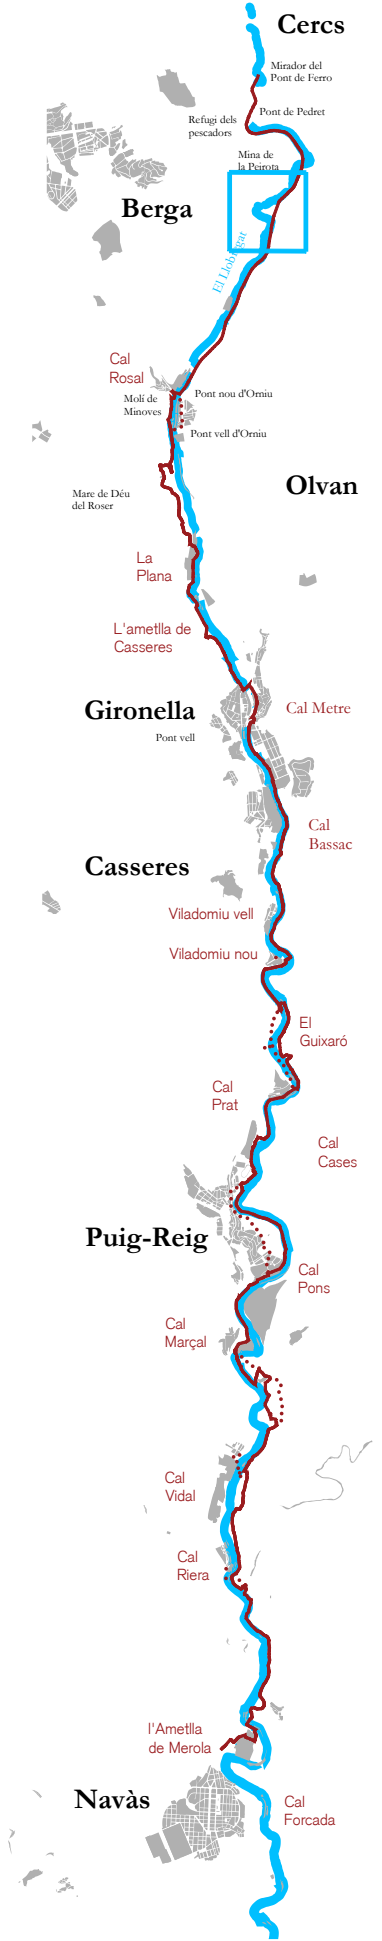 Cercs
Mirador del
Pont de Ferro
Pont de Pedret
Refugi dels
pescadors
Mina de
la Peirota
Berga
El Llobregat
Cal
Rosal
Molí de
Minoves
Pont nou d'Orniu
Pont vell d'Orniu
Olvan
Mare de Déu
del Roser
La
Plana
L'ametlla de
Casseres
Gironella
Cal Metre
Pont vell
Cal
Bassac
Casseres
Viladomiu vell
Viladomiu nou
El
Guixaró
Cal
Prat
Cal
Cases
Puig-Reig
Cal
Pons
Cal
Marçal
Cal
Vidal
Cal
Riera
l'Ametlla
de Merola
Navàs
Cal
Forcada